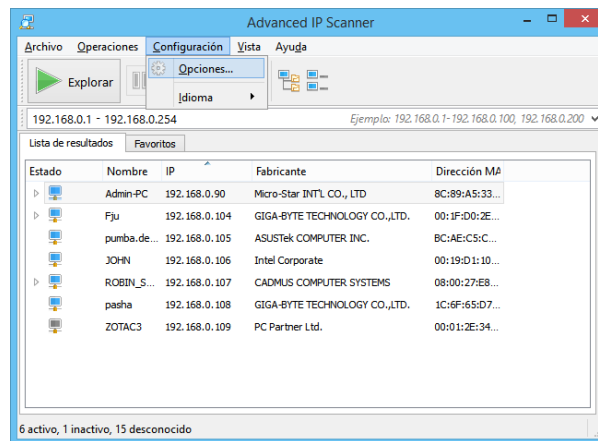 Advanced IP Scanner
Archivo Operaciones Configuración Vista Ayuda
Explorar
Opciones...
Idioma
192.168.0.1 - 192.168.0.254 Ejemplo: 192.168.0.1-192.168.0.100, 192.168.0.200
Lista de resultados Favoritos
Estado Nombre IP Fabricante Dirección MA
Admin-PC 192.168.0.90 Micro-Star INT'L CO., LTD 8C:89:A5:33...
Fju 192.168.0.104 GIGA-BYTE TECHNOLOGY CO.,LTD. 00:1F:D0:2E...
pumba.de... 192.168.0.105 ASUSTek COMPUTER INC. BC:AE:C5:C...
JOHN 192.168.0.106 Intel Corporate 00:19:D1:10...
ROBIN_S... 192.168.0.107 CADMUS COMPUTER SYSTEMS 08:00:27:E8...
pasha 192.168.0.108 GIGA-BYTE TECHNOLOGY CO.,LTD. 1C:6F:65:D7...
ZOTAC3 192.168.0.109 PC Partner Ltd. 00:01:2E:34...
6 activo, 1 inactivo, 15 desconocido